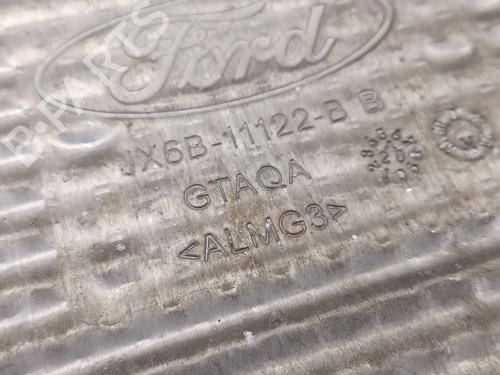 Ford
JX6B-11122-B B
GTAQA
<ALMG3>
B-PARTS